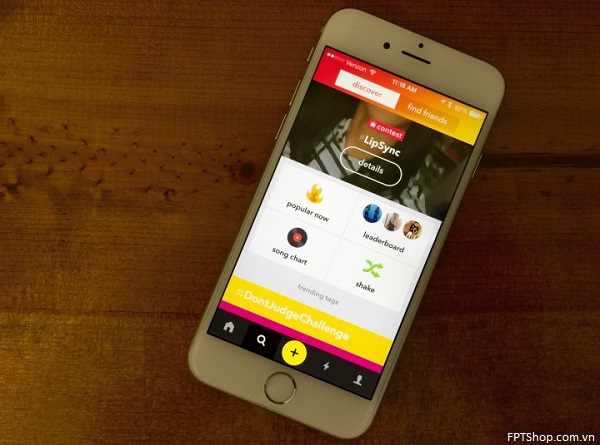 Verizon
11:18 AM
discover
find friends
contest
#LipSync
details
popular now
leaderboard
song chart
shake
trending tags
#DontJudgeChallenge
FPTShop.com.vn